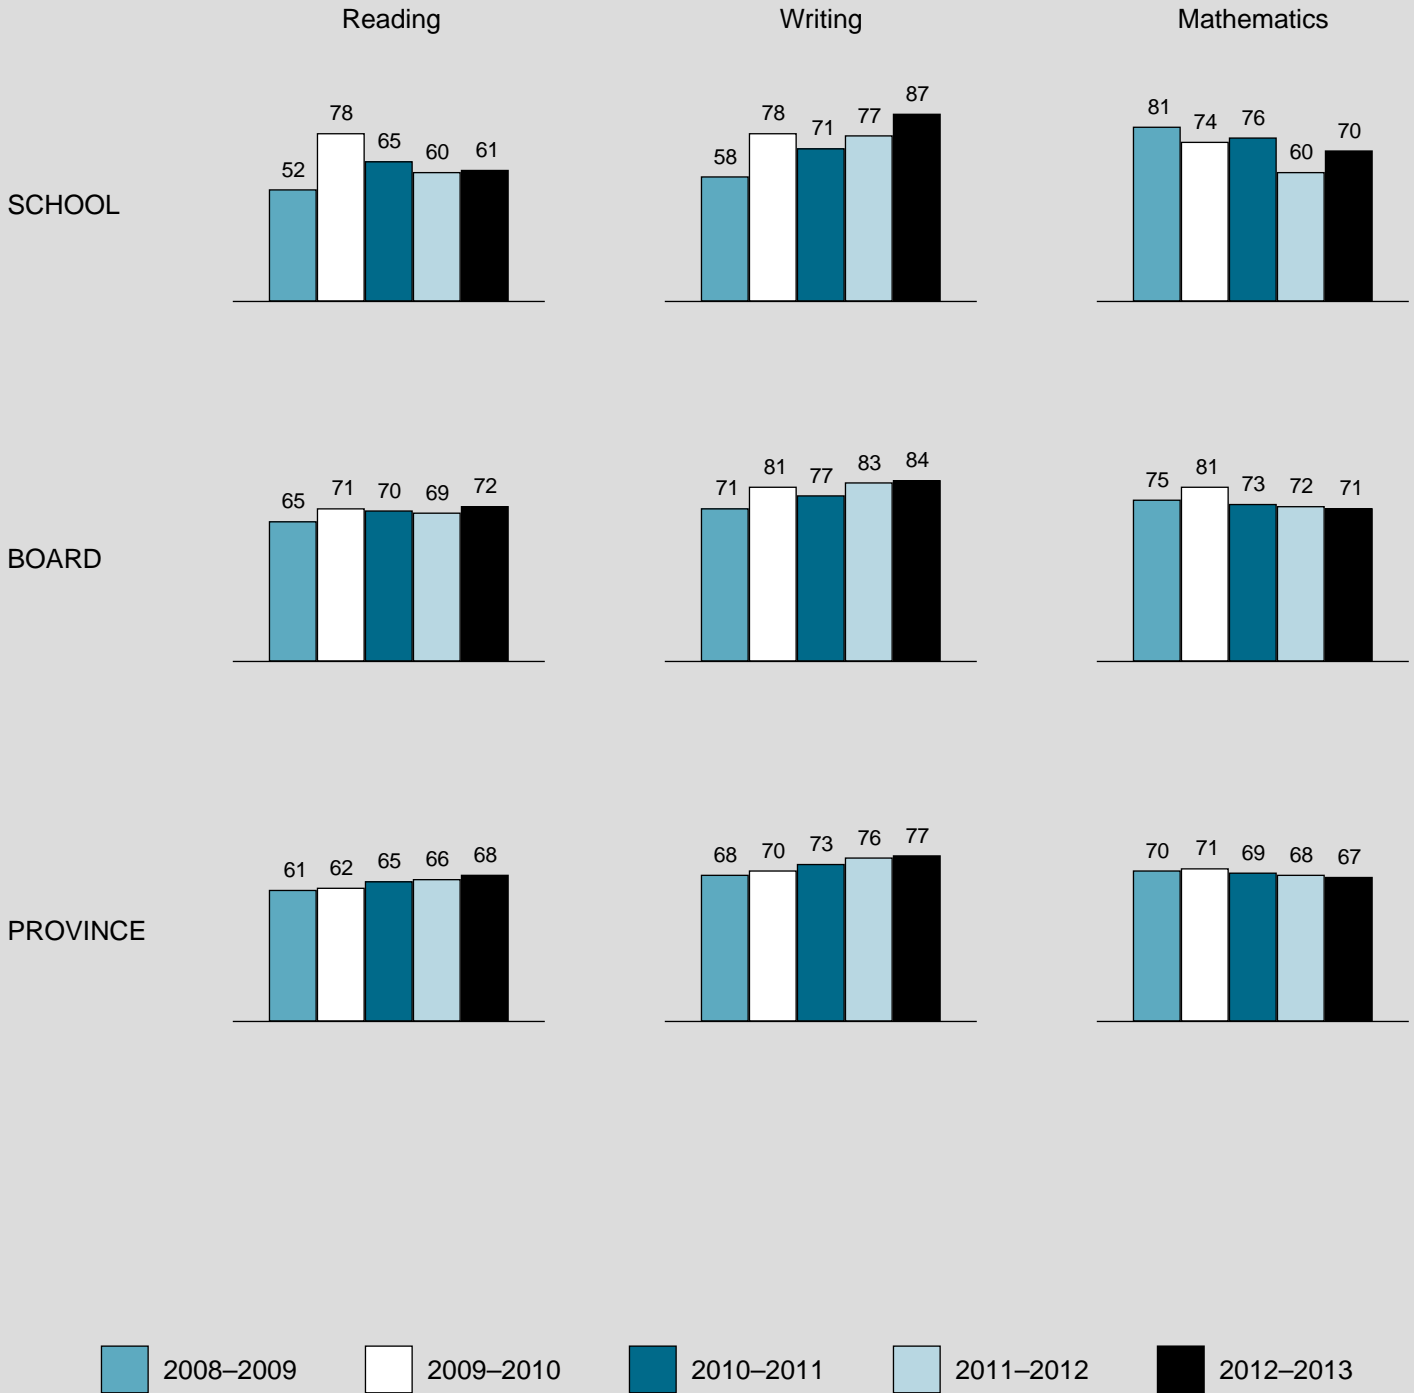 Reading Writing Mathematics
SCHOOL
52 78 65 60 61
58 78 71 77 87
81 74 76 60 70
BOARD
65 71 70 69 72
71 81 77 83 84
75 81 73 72 71
PROVINCE
61 62 65 66 68
68 70 73 76 77
70 71 69 68 67
2008–2009 2009–2010 2010–2011 2011–2012 2012–2013